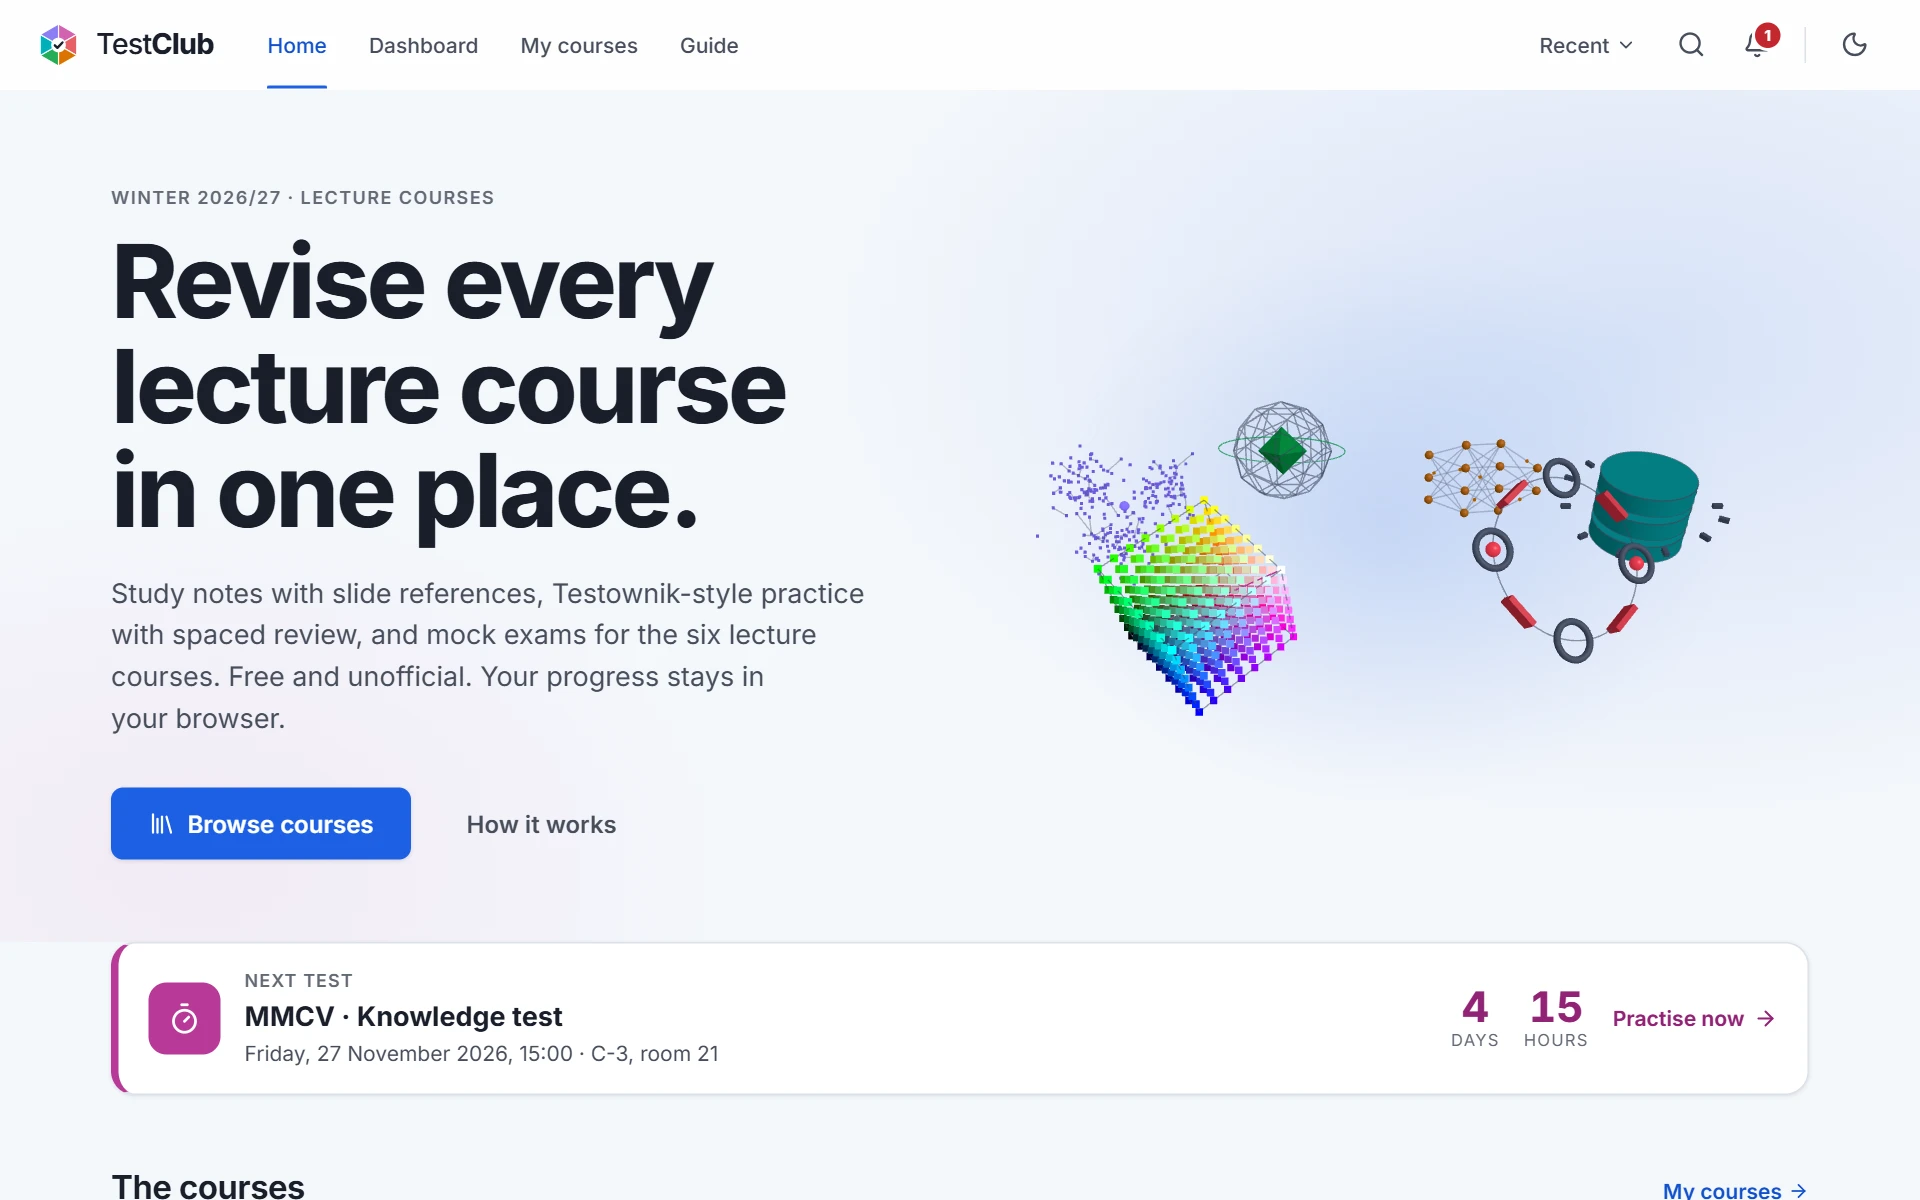 TestClub
Home
Dashboard
My courses
Guide
Recent
1
WINTER 2026/27 · LECTURE COURSES
Revise every
lecture course
in one place.
Study notes with slide references, Testownik-style practice
with spaced review, and mock exams for the six lecture
courses. Free and unofficial. Your progress stays in
your browser.
Browse courses
How it works
NEXT TEST
MMCV · Knowledge test
Friday, 27 November 2026, 15:00 · C-3, room 21
4
DAYS
15
HOURS
Practise now
The courses
My courses